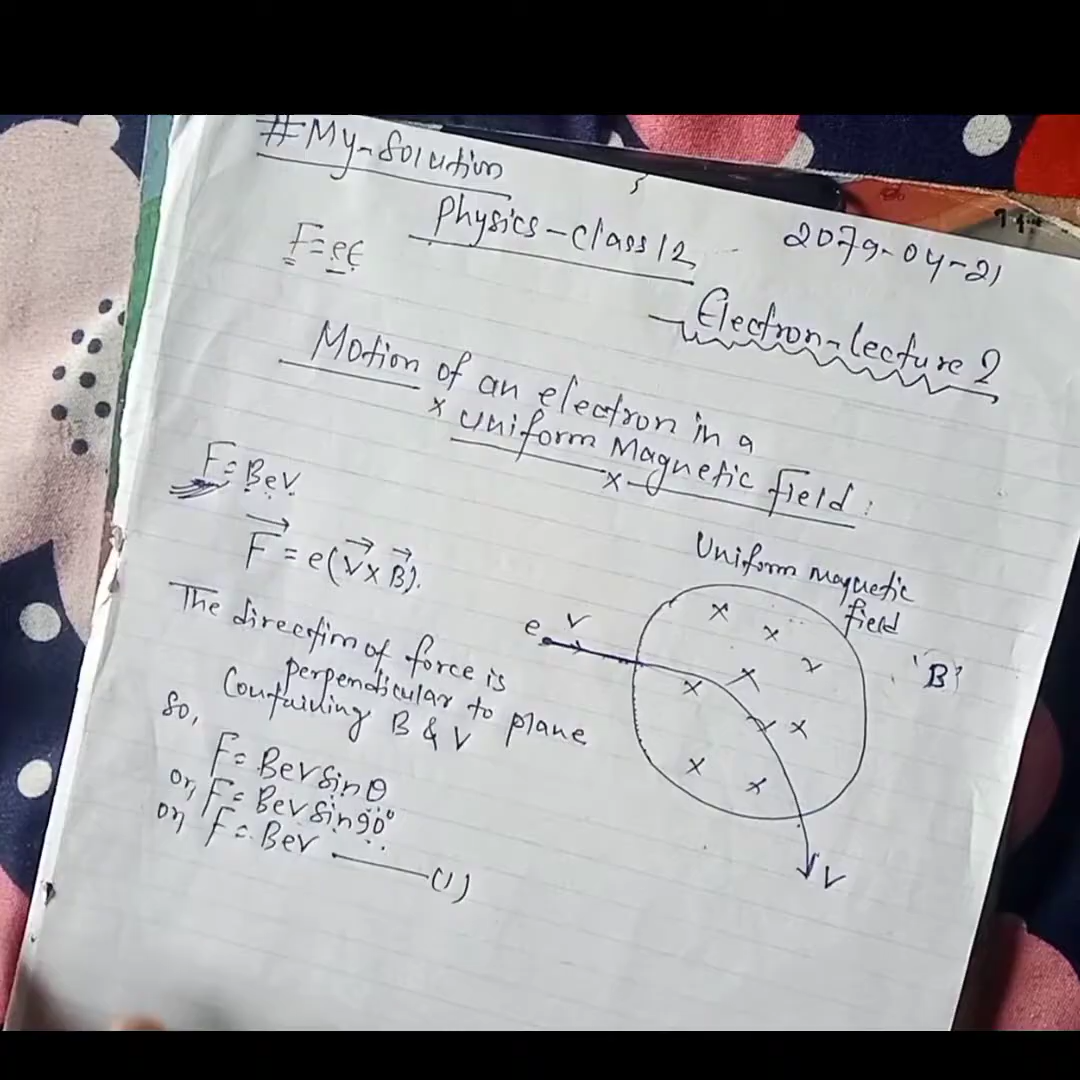 #My-Solution
Physics-class 12
2079-04-21
F=eE
Electron-lecture 2
Motion of an electron in a
Uniform Magnetic field:
F=Bev
F = e(V x B).
Uniform magnetic
field
'B'
The direction of force is
perpendicular to plane
Containing B & V
e V
So,
F= Bev sinθ
or, F= Bev sin90°
or, F= Bev —(1)
V